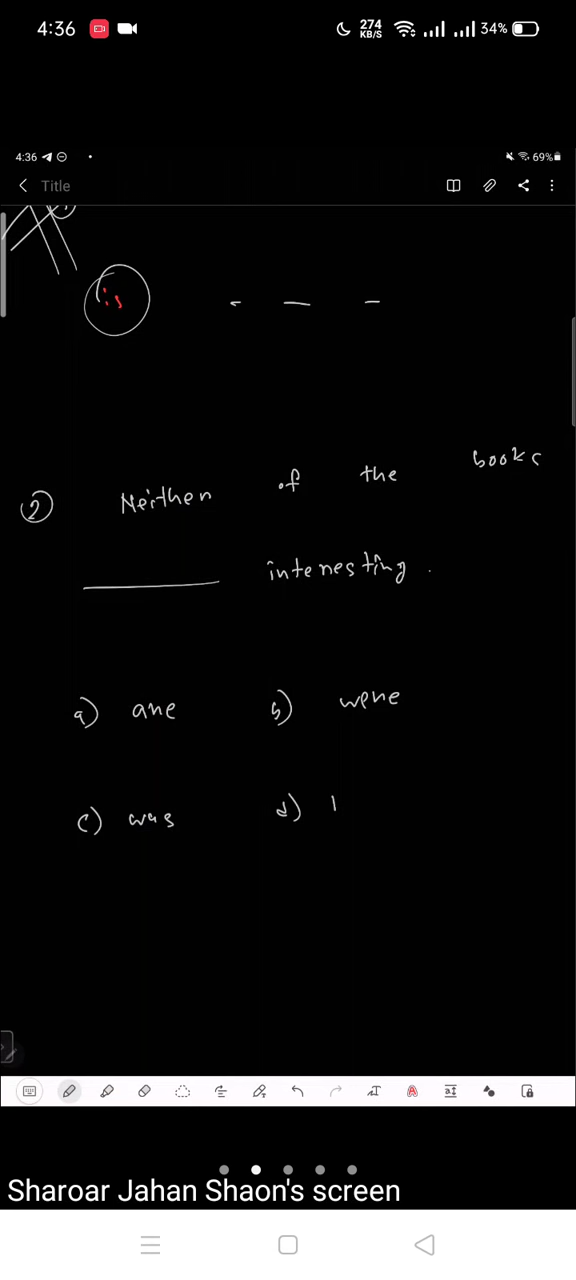 4:36 274 KB/S 34%
4:36 69%
Title
is
② Neither of the books
interesting.
a) are b) were
c) was d)
Sharoar Jahan Shaon's screen